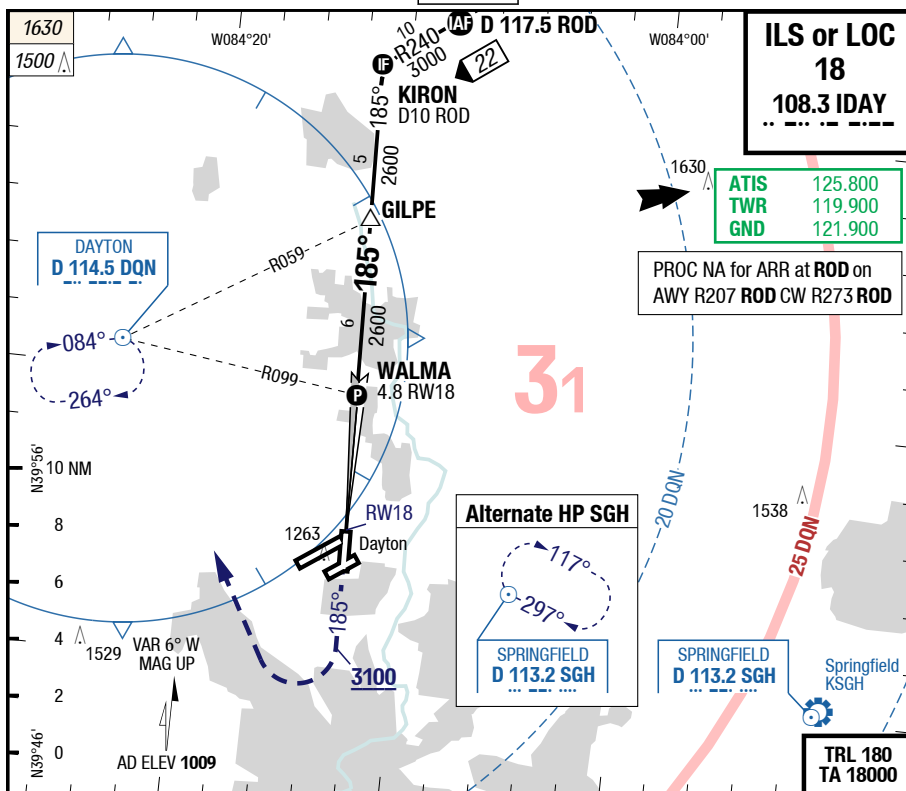 1630
1500
W084°20'
10
R240
3000
IAF D 117.5 ROD
22
W084°00'
ILS or LOC
18
108.3 IDAY
IF
KIRON
D10 ROD
185°
5
2600
1630
ATIS 125.800
TWR 119.900
GND 121.900
GILPE
DAYTON
D 114.5 DQN
R059
185°
PROC NA for ARR at ROD on
AWY R207 ROD CW R273 ROD
6
2600
084°
264°
R099
WALMA
4.8 RW18
P
31
N39°56'
10 NM
20 DQN
RW18
1263
Dayton
8
Alternate HP SGH
117°
297°
SPRINGFIELD
D 113.2 SGH
1538
25 DQN
6
185°
4
1529
VAR 6° W
MAG UP
3100
SPRINGFIELD
D 113.2 SGH
Springfield
KSGH
2
N39°46'
0
AD ELEV 1009
TRL 180
TA 18000